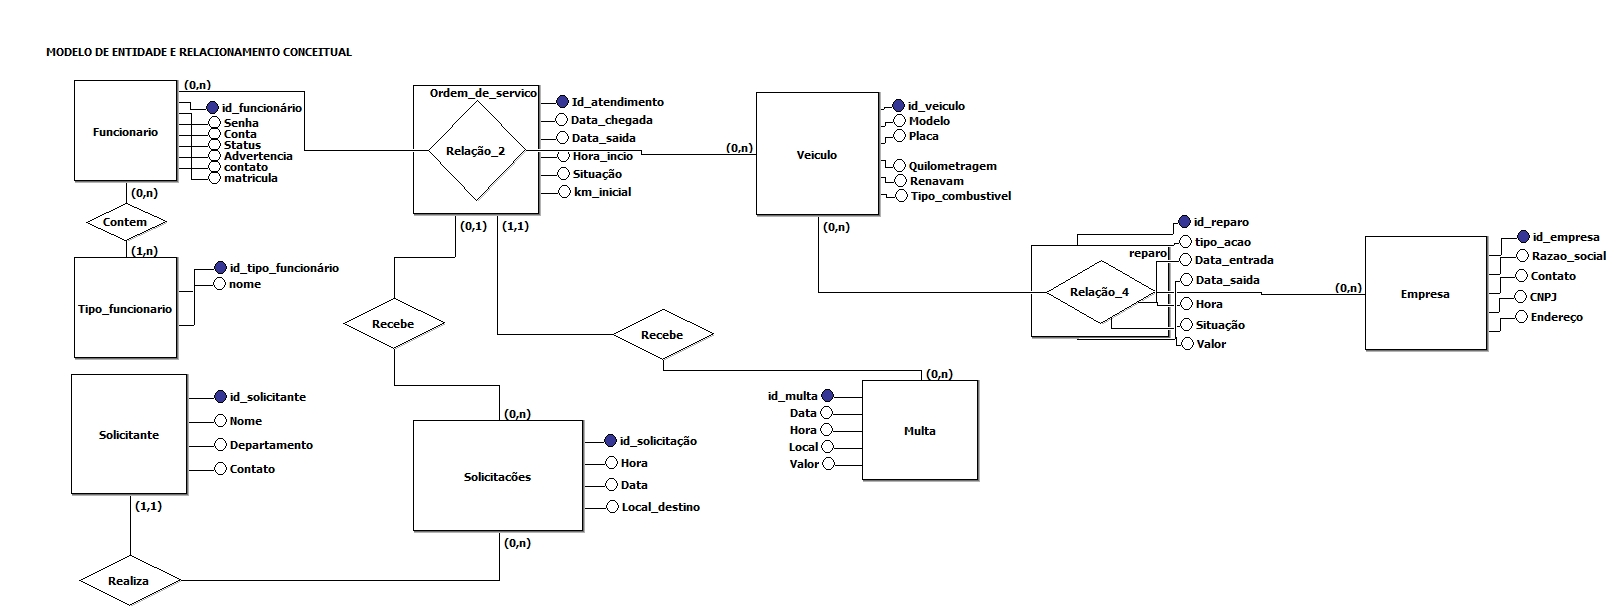 MODELO DE ENTIDADE E RELACIONAMENTO CONCEITUAL
Funcionario
(0,n)
id_funcionário
Senha
Conta
Status
Advertencia
contato
matricula
(0,n)
Contem
(1,n)
Tipo_funcionario
id_tipo_funcionário
nome
Ordem_de_servico
Relação_2
Id_atendimento
Data_chegada
Data_saida
Hora_incio
Situação
km_inicial
(0,1)
(1,1)
(0,n)
Veiculo
id_veiculo
Modelo
Placa
Quilometragem
Renavam
Tipo_combustivel
(0,n)
reparo
Relação_4
id_reparo
tipo_acao
Data_entrada
Data_saida
Hora
Situação
Valor
(0,n)
Empresa
id_empresa
Razao_social
Contato
CNPJ
Endereço
Recebe
Recebe
Solicitante
id_solicitante
Nome
Departamento
Contato
(1,1)
Realiza
(0,n)
Solicitacões
id_solicitação
Hora
Data
Local_destino
(0,n)
(0,n)
Multa
id_multa
Data
Hora
Local
Valor